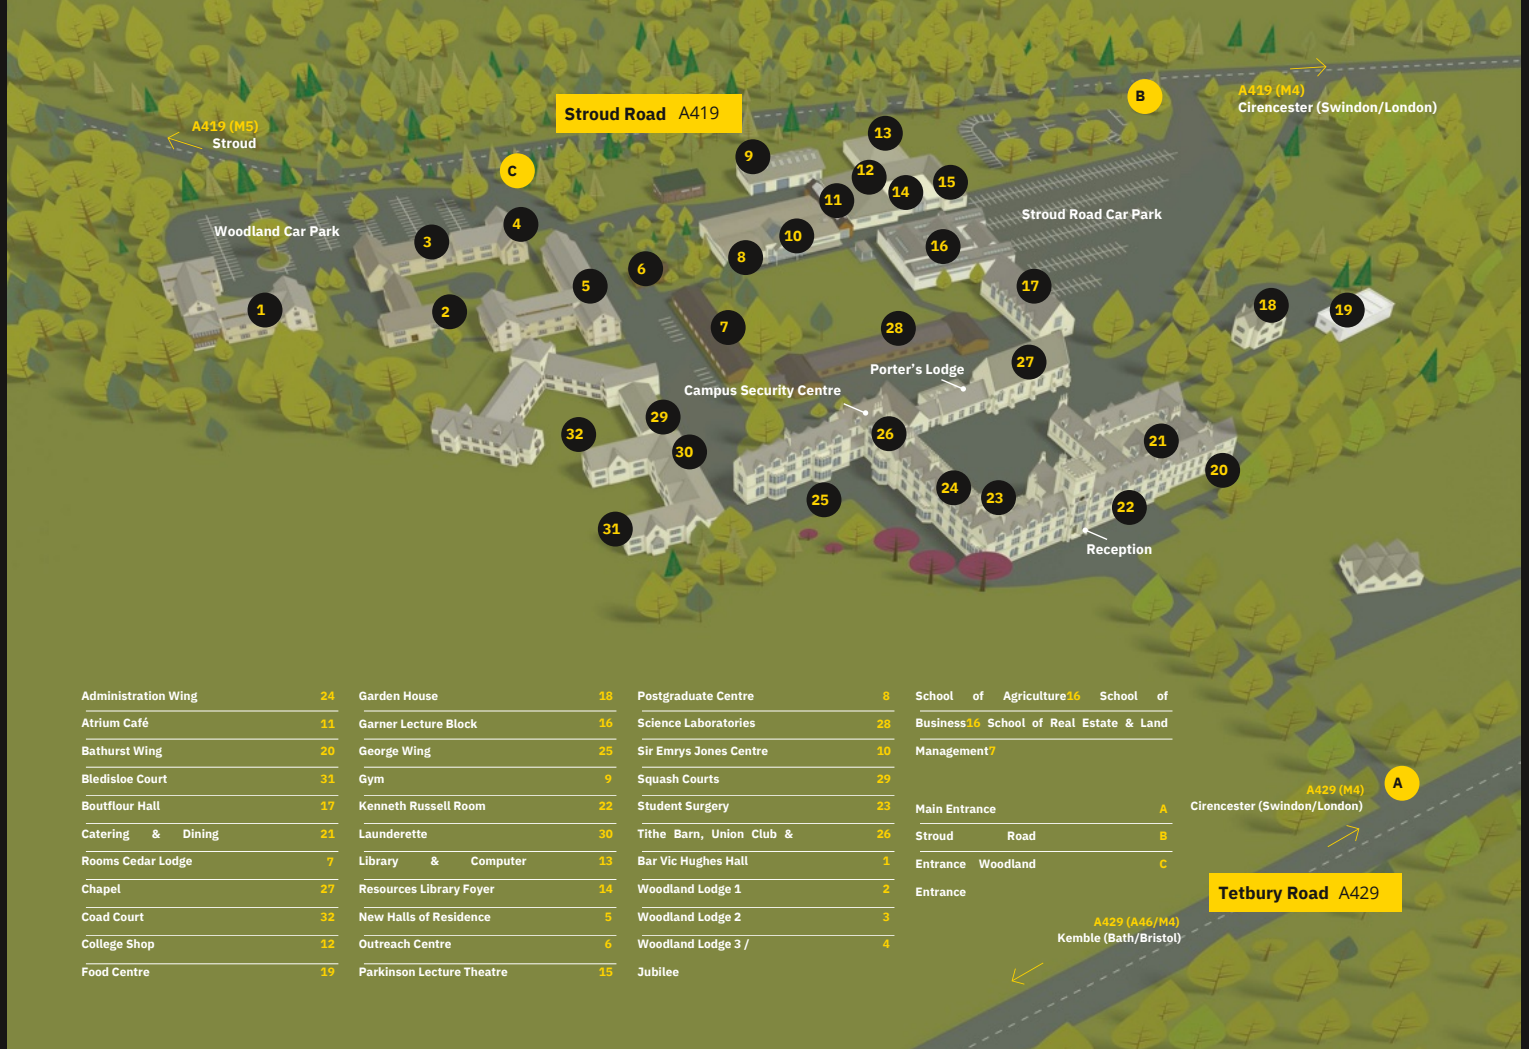 B
A419 (M4)
Cirencester (Swindon/London)
Stroud Road A419
A419 (M5)
Stroud
13
9
C
12
15
14
11
Stroud Road Car Park
4
Woodland Car Park
3
10
16
8
6
5
17
1
2
18
19
7
28
27
Porter's Lodge
Campus Security Centre
29
32
26
21
30
20
24
23
25
22
31
Reception
Administration Wing 24
Atrium Café 11
Bathurst Wing 20
Bledisloe Court 31
Boutflour Hall 17
Catering & Dining 21
Rooms Cedar Lodge 7
Chapel 27
Coad Court 32
College Shop 12
Food Centre 19
Garden House 18
Garner Lecture Block 16
George Wing 25
Gym 9
Kenneth Russell Room 22
Launderette 30
Library & Computer 13
Resources Library Foyer 14
New Halls of Residence 5
Outreach Centre 6
Parkinson Lecture Theatre 15
Postgraduate Centre 8
Science Laboratories 28
Sir Emrys Jones Centre 10
Squash Courts 29
Student Surgery 23
Tithe Barn, Union Club & 26
Bar Vic Hughes Hall 1
Woodland Lodge 1 2
Woodland Lodge 2 3
Woodland Lodge 3 / 4
Jubilee
School of Agriculture16 School of
Business16 School of Real Estate & Land
Management7
Main Entrance A
Stroud Road B
Entrance Woodland C
Entrance
A
A429 (M4)
Cirencester (Swindon/London)
Tetbury Road A429
A429 (A46/M4)
Kemble (Bath/Bristol)